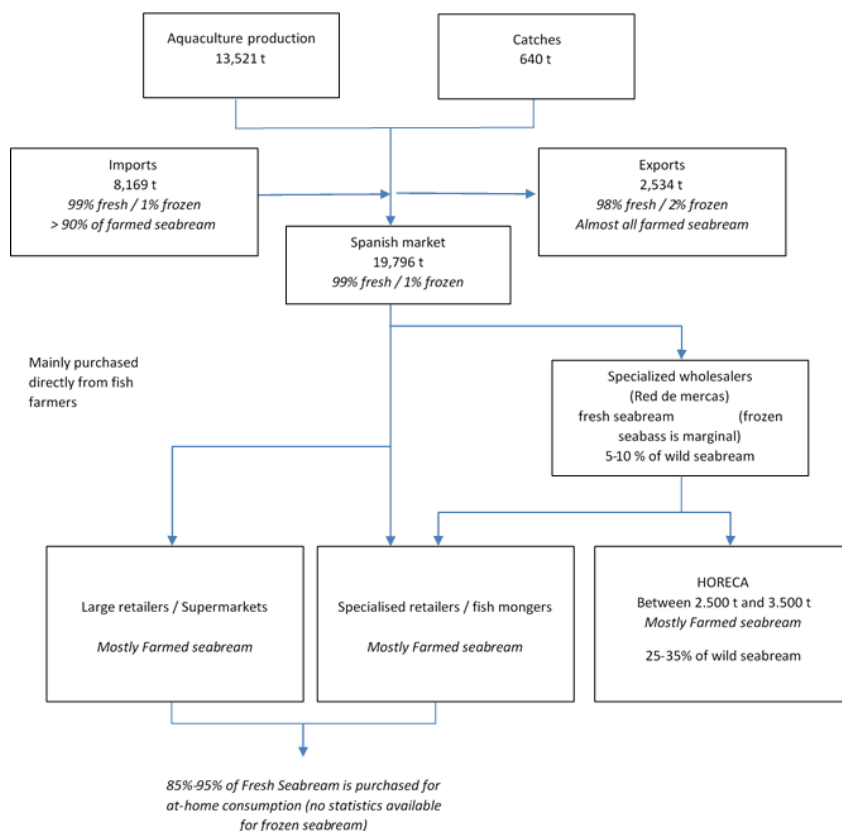 Aquaculture production
13,521 t
Catches
640 t
Imports
8,169 t
99% fresh / 1% frozen
> 90% of farmed seabream
Exports
2,534 t
98% fresh / 2% frozen
Almost all farmed seabream
Spanish market
19,796 t
99% fresh / 1% frozen
Mainly purchased
directly from fish
farmers
Specialized wholesalers
(Red de mercas)
fresh seabream (frozen
seabass is marginal)
5-10 % of wild seabream
Large retailers / Supermarkets
Mostly Farmed seabream
Specialised retailers / fish mongers
Mostly Farmed seabream
HORECA
Between 2.500 t and 3.500 t
Mostly Farmed seabream
25-35% of wild seabream
85%-95% of Fresh Seabream is purchased for
at-home consumption (no statistics available
for frozen seabream)